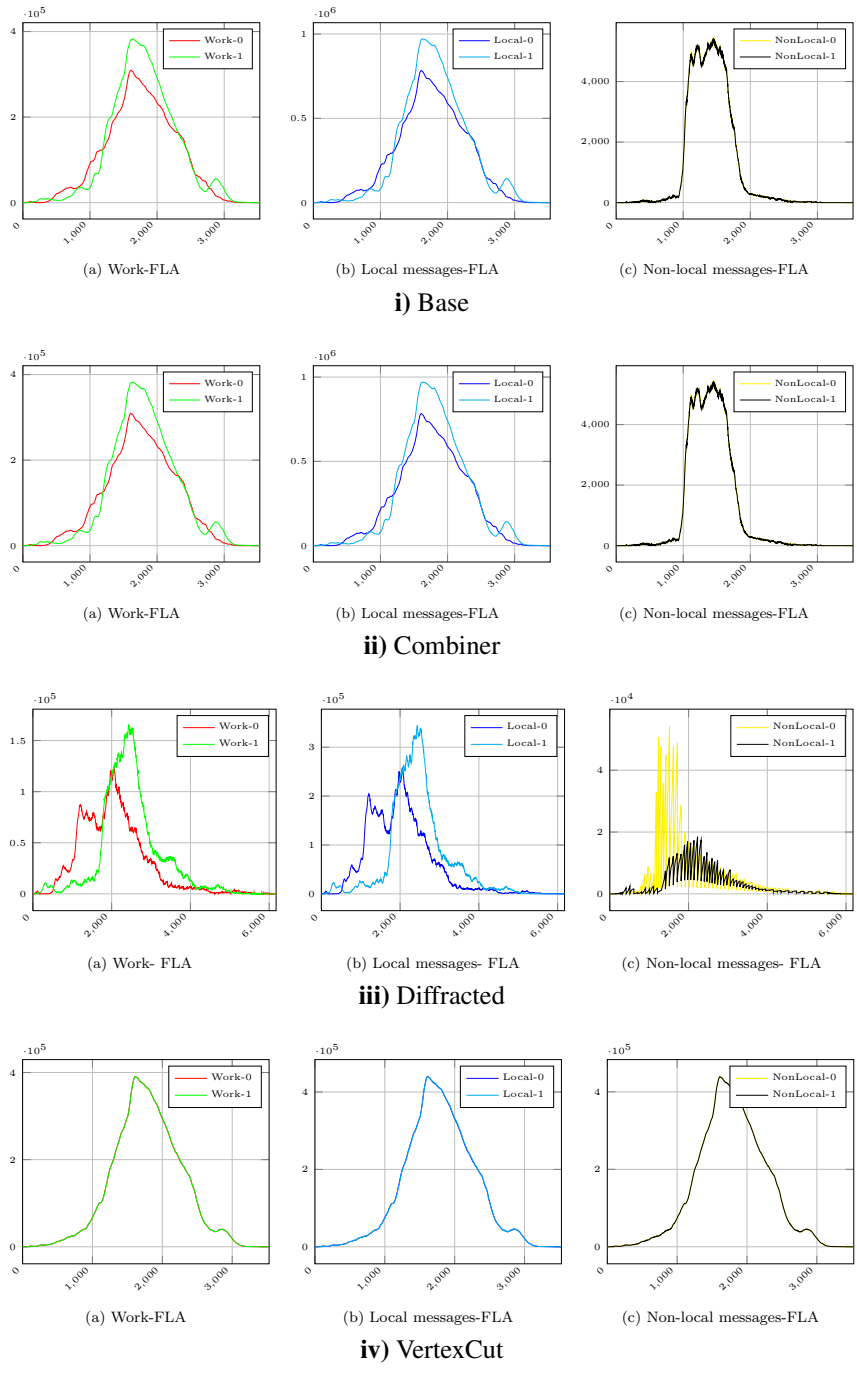 ·10^5
4
2
0
0
1,000
2,000
3,000
Work-0
Work-1
(a) Work-FLA
·10^6
1
0.5
0
0
1,000
2,000
3,000
Local-0
Local-1
(b) Local messages-FLA
4,000
2,000
0
0
1,000
2,000
3,000
NonLocal-0
NonLocal-1
(c) Non-local messages-FLA
i) Base
·10^5
4
2
0
0
1,000
2,000
3,000
Work-0
Work-1
(a) Work-FLA
·10^6
1
0.5
0
0
1,000
2,000
3,000
Local-0
Local-1
(b) Local messages-FLA
4,000
2,000
0
0
1,000
2,000
3,000
NonLocal-0
NonLocal-1
(c) Non-local messages-FLA
ii) Combiner
·10^5
1.5
1
0.5
0
0
2,000
4,000
6,000
Work-0
Work-1
(a) Work- FLA
·10^5
3
2
1
0
0
2,000
4,000
6,000
Local-0
Local-1
(b) Local messages- FLA
·10^4
4
2
0
0
2,000
4,000
6,000
NonLocal-0
NonLocal-1
(c) Non-local messages- FLA
iii) Diffracted
·10^5
4
2
0
0
1,000
2,000
3,000
Work-0
Work-1
(a) Work-FLA
·10^5
4
2
0
0
1,000
2,000
3,000
Local-0
Local-1
(b) Local messages-FLA
·10^5
4
2
0
0
1,000
2,000
3,000
NonLocal-0
NonLocal-1
(c) Non-local messages-FLA
iv) VertexCut